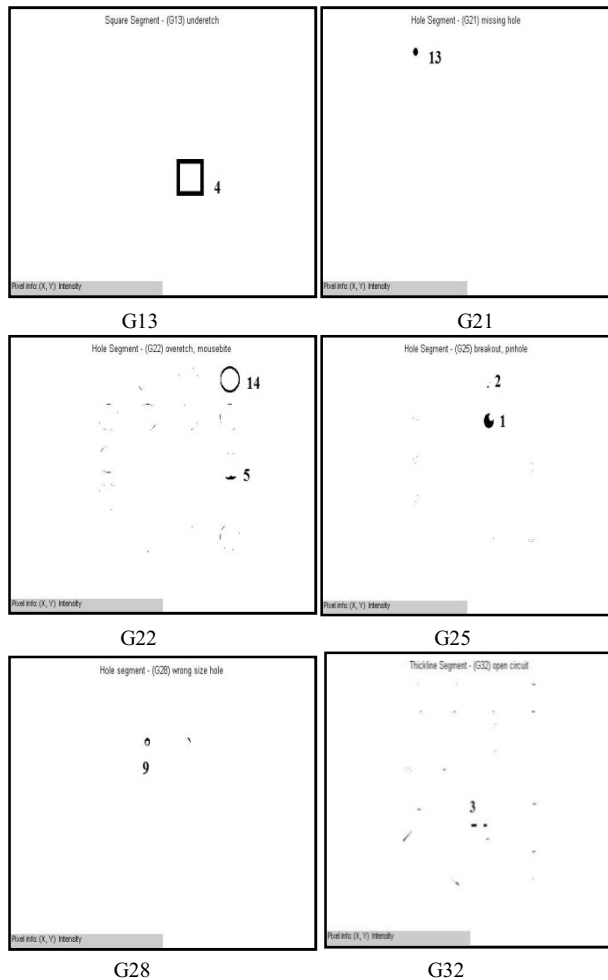 Square Segment - (G13) underetch
4
Pixel info: (X, Y) Intensity
G13
Hole Segment - (G21) missing hole
13
Pixel info: (X, Y) Intensity
G21
Hole Segment - (G22) overetch, mousebite
14
5
Pixel info: (X, Y) Intensity
G22
Hole Segment - (G25) breakout, pinhole
2
1
Pixel info: (X, Y) Intensity
G25
Hole segment - (G28) wrong size hole
9
Pixel info: (X, Y) Intensity
G28
Thickline Segment - (G32) open circuit
3
Pixel info: (X, Y) Intensity
G32